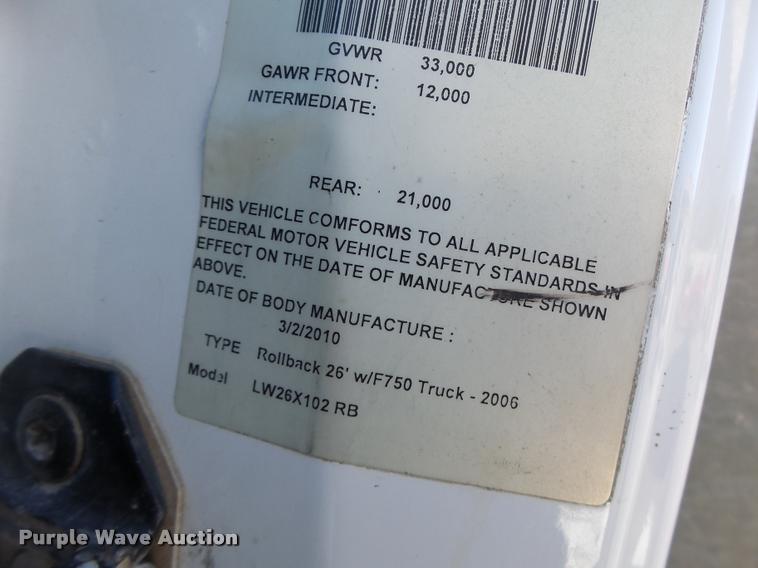 GVWR 33,000
GAWR FRONT: 12,000
INTERMEDIATE:
REAR: 21,000
THIS VEHICLE COMFORMS TO ALL APPLICABLE
FEDERAL MOTOR VEHICLE SAFETY STANDARDS IN
EFFECT ON THE DATE OF MANUFACTURE SHOWN
ABOVE.
DATE OF BODY MANUFACTURE :
3/2/2010
TYPE Rollback 26' w/F750 Truck - 2006
Model LW26X102 RB
Purple Wave Auction